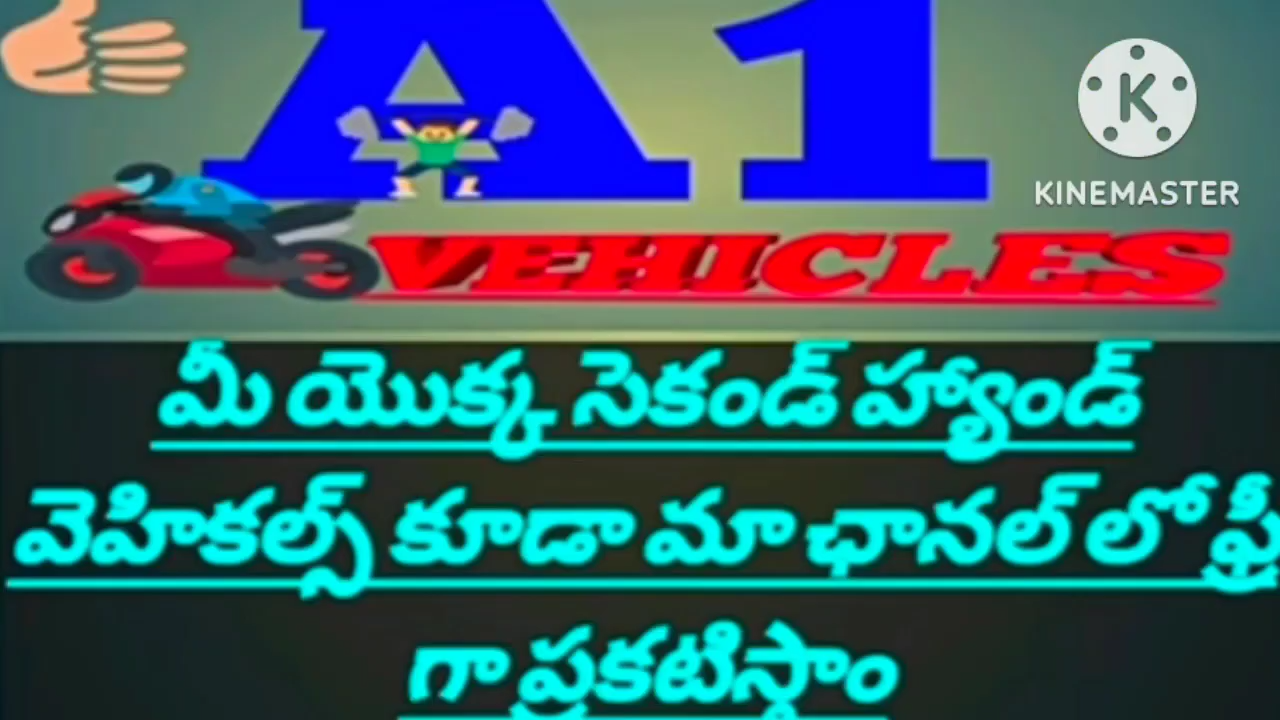 A1
KINEMASTER
VEHICLES
మీ యొక్క సెకండ్ హ్యాండ్
వెహికల్స్ కూడా మా ఛానల్ లో ఫ్రీ
గా ప్రకటిస్తాం